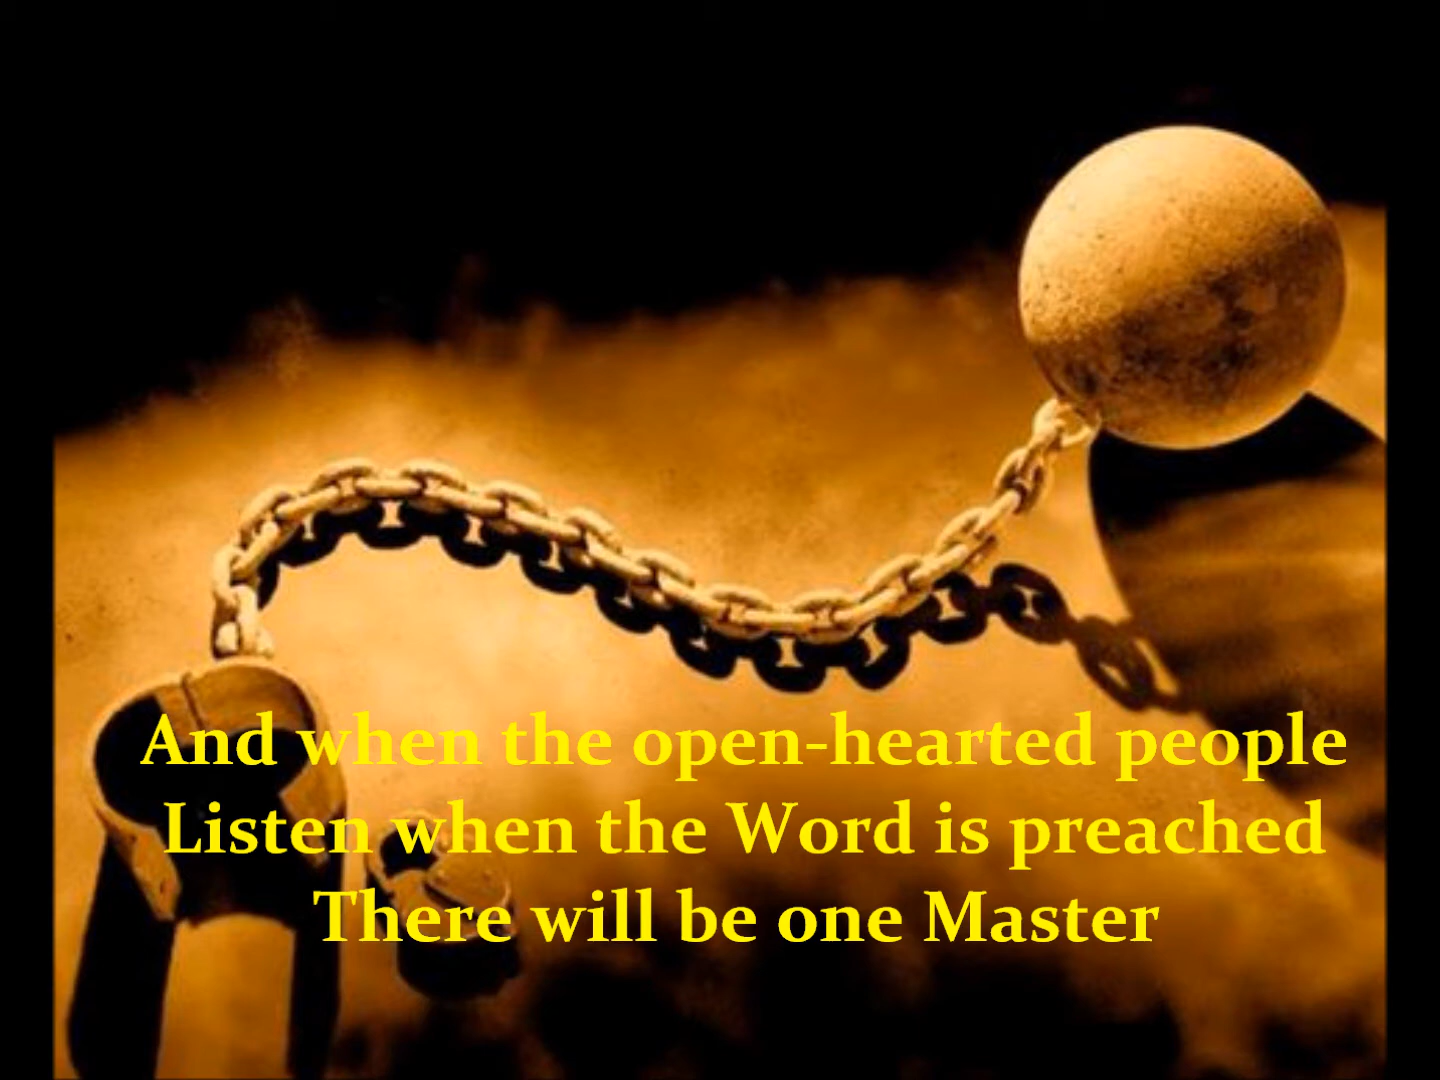 And when the open-hearted people
Listen when the Word is preached
There will be one Master